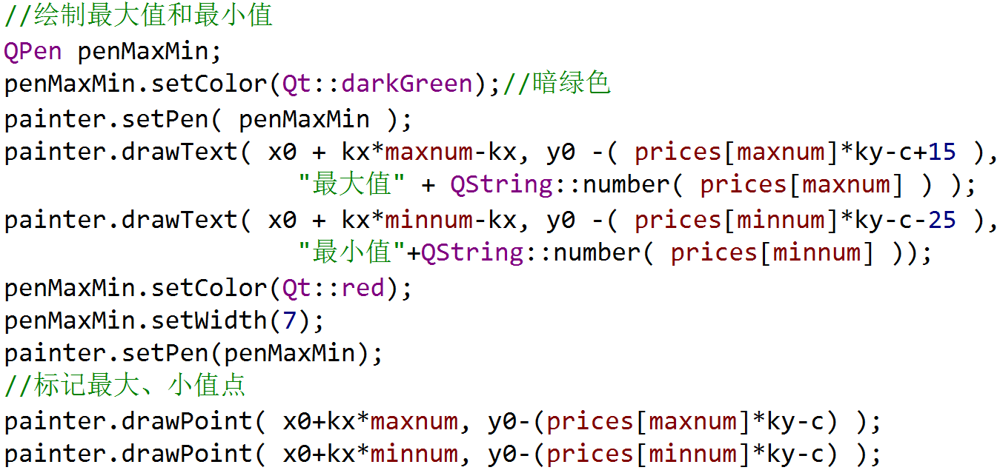 //绘制最大值和最小值
QPen penMaxMin;
penMaxMin.setColor(Qt::darkGreen);//暗绿色
painter.setPen( penMaxMin );
painter.drawText( x0 + kx*maxnum-kx, y0 -( prices[maxnum]*ky-c+15 ),
"最大值" + QString::number( prices[maxnum] ) );
painter.drawText( x0 + kx*minnum-kx, y0 -( prices[minnum]*ky-c-25 ),
"最小值"+QString::number( prices[minnum] ));
penMaxMin.setColor(Qt::red);
penMaxMin.setWidth(7);
painter.setPen(penMaxMin);
//标记最大、小值点
painter.drawPoint( x0+kx*maxnum, y0-(prices[maxnum]*ky-c) );
painter.drawPoint( x0+kx*minnum, y0-(prices[minnum]*ky-c) );